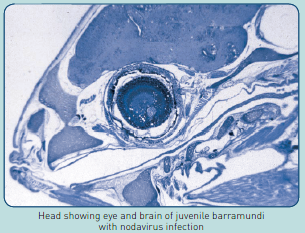 Head showing eye and brain of juvenile barramundi
with nodavirus infection